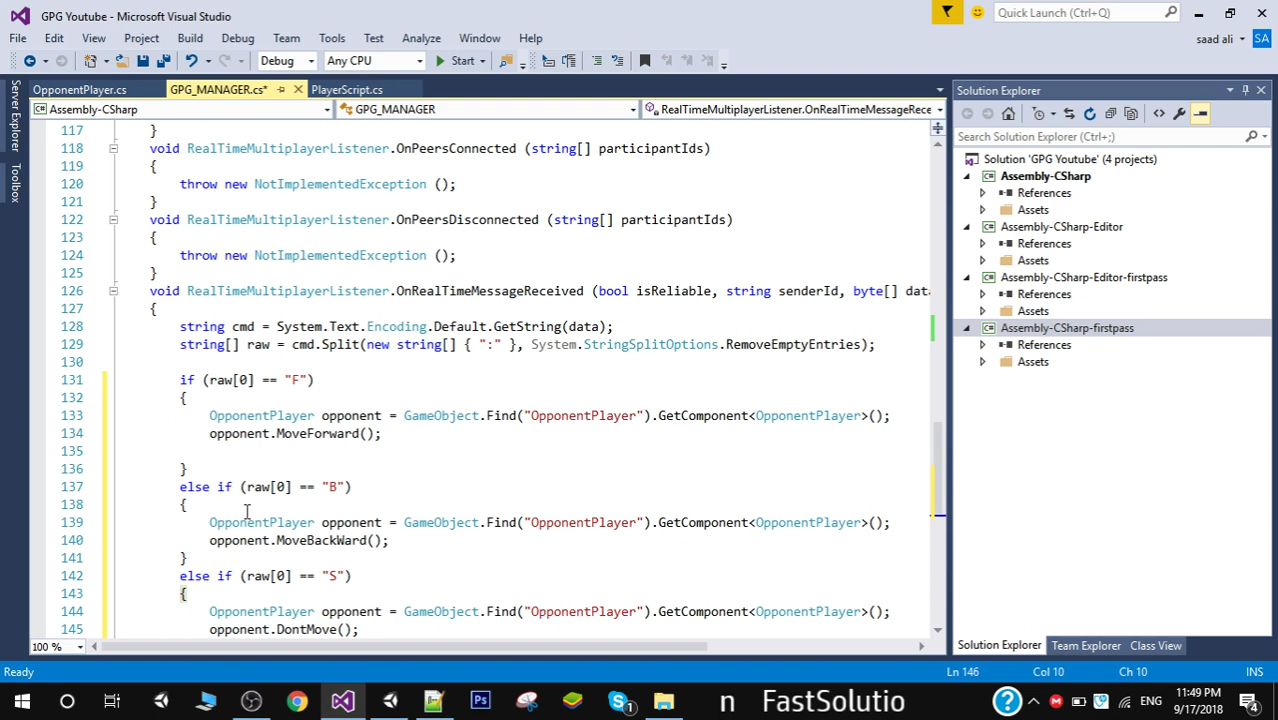 GPG Youtube - Microsoft Visual Studio
Quick Launch (Ctrl+Q)
File Edit View Project Build Debug Team Tools Test Analyze Window Help
saad ali SA
Debug Any CPU Start
OpponentPlayer.cs GPG_MANAGER.cs* PlayerScript.cs
Assembly-CSharp GPG_MANAGER RealTimeMultiplayerListener.OnRealTimeMessageRece
Server Explorer
Toolbox
117 }
118 void RealTimeMultiplayerListener.OnPeersConnected (string[] participantIds)
119 {
120 throw new NotImplementedException ();
121 }
122 void RealTimeMultiplayerListener.OnPeersDisconnected (string[] participantIds)
123 {
124 throw new NotImplementedException ();
125 }
126 void RealTimeMultiplayerListener.OnRealTimeMessageReceived (bool isReliable, string senderId, byte[] data
127 {
128 string cmd = System.Text.Encoding.Default.GetString(data);
129 string[] raw = cmd.Split(new string[] { ":" }, System.StringSplitOptions.RemoveEmptyEntries);
130
131 if (raw[0] == "F")
132 {
133 OpponentPlayer opponent = GameObject.Find("OpponentPlayer").GetComponent<OpponentPlayer>();
134 opponent.MoveForward();
135
136 }
137 else if (raw[0] == "B")
138 {
139 OpponentPlayer opponent = GameObject.Find("OpponentPlayer").GetComponent<OpponentPlayer>();
140 opponent.MoveBackWard();
141 }
142 else if (raw[0] == "S")
143 {
144 OpponentPlayer opponent = GameObject.Find("OpponentPlayer").GetComponent<OpponentPlayer>();
145 opponent.DontMove();
100 %
Solution Explorer
Search Solution Explorer (Ctrl+;)
Solution 'GPG Youtube' (4 projects)
Assembly-CSharp
References
Assets
Assembly-CSharp-Editor
References
Assets
Assembly-CSharp-Editor-firstpass
References
Assets
Assembly-CSharp-firstpass
References
Assets
Solution Explorer Team Explorer Class View
Ready Ln 146 Col 10 Ch 10 INS
n FastSolutio
ENG
11:49 PM
9/17/2018